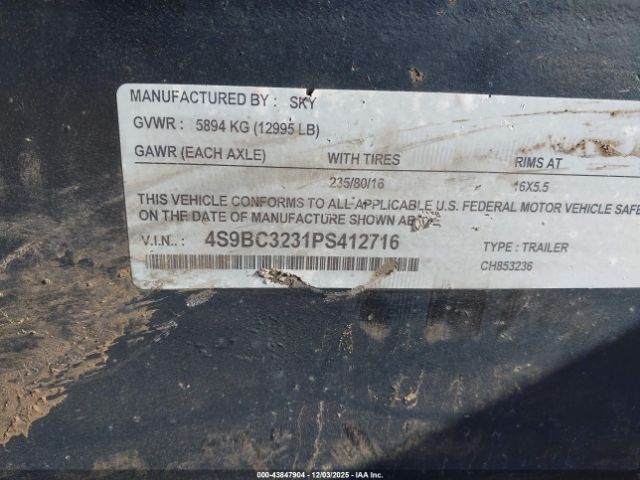 MANUFACTURED BY : SKY
GVWR : 5894 KG (12995 LB)
GAWR (EACH AXLE) WITH TIRES RIMS AT
235/80/16 16X5.5
THIS VEHICLE CONFORMS TO ALL APPLICABLE U.S. FEDERAL MOTOR VEHICLE SAFE
ON THE DATE OF MANUFACTURE SHOWN
V.I.N.. : 4S9BC3231PS412716 TYPE : TRAILER
CH853236
000-43847904 - 12/03/2025 - IAA Inc.